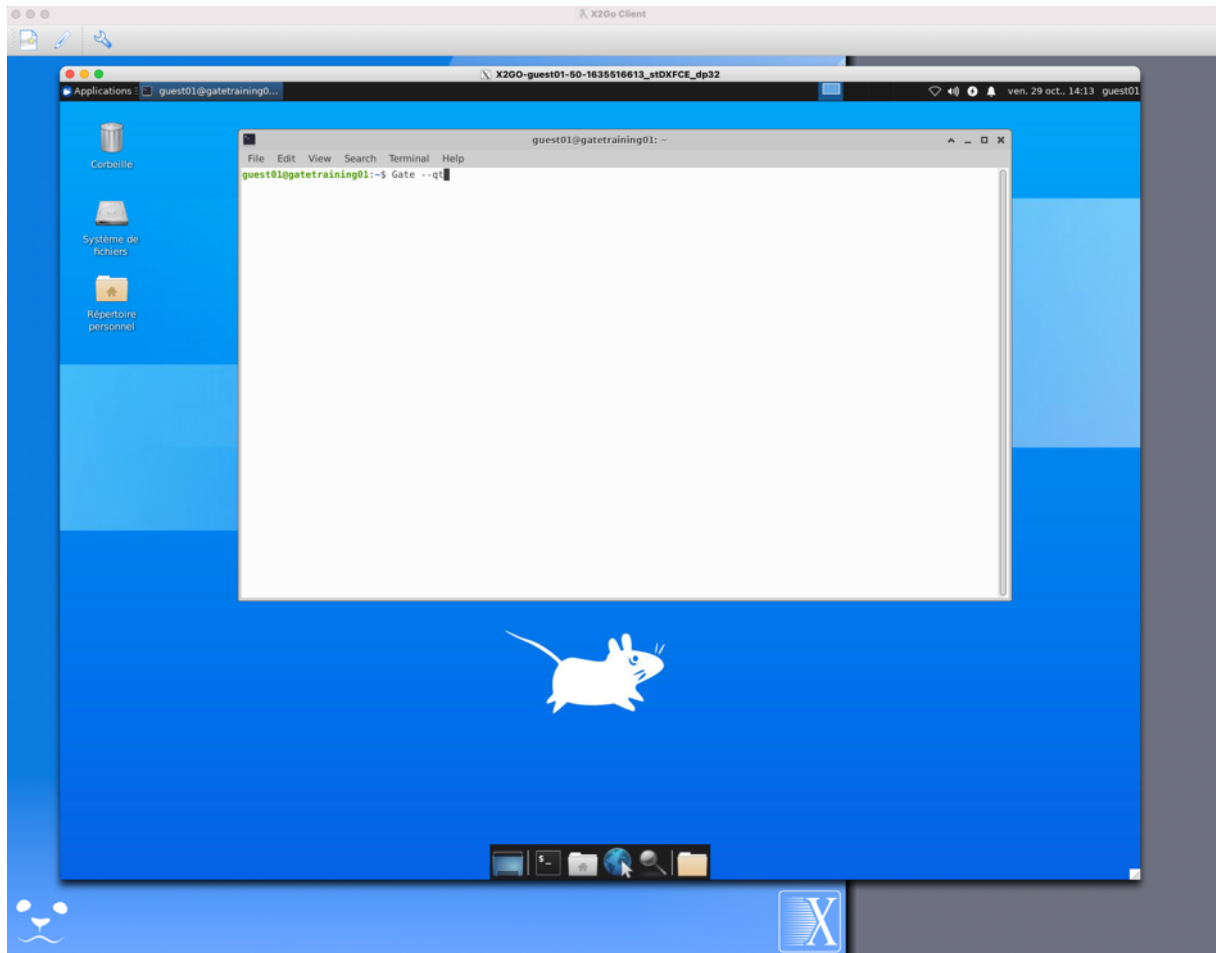 X2Go Client
X2GO-guest01-50-1635516613_stDXFCE_dp32
Applications guest01@gatetraining0... ven. 29 oct., 14:13 guest01
Corbeille
Système de
fichiers
Répertoire
personnel
guest01@gatetraining01: ~
File Edit View Search Terminal Help
guest01@gatetraining01:~$ Gate --qt
$_
X